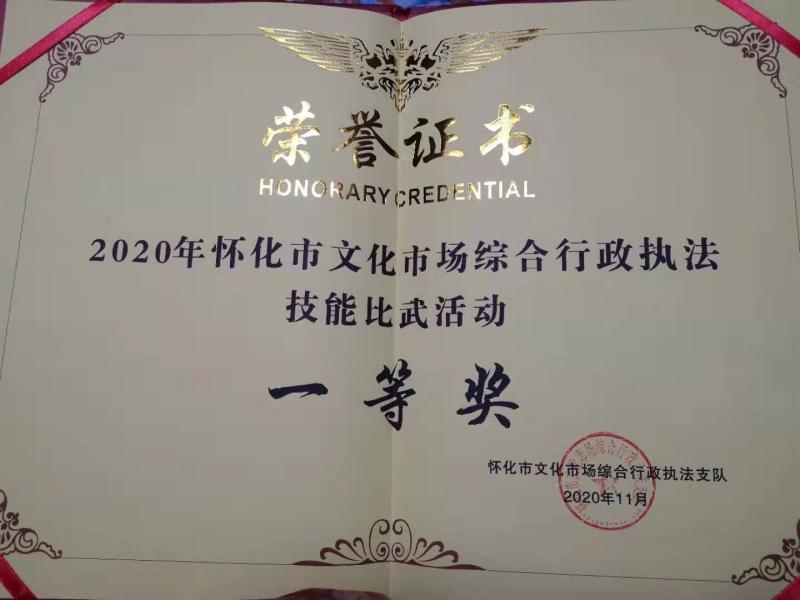 荣誉证书
HONORARY CREDENTIAL
2020年怀化市文化市场综合行政执法
技能比武活动
一等奖
怀化市文化市场综合行政执法支队
2020年11月